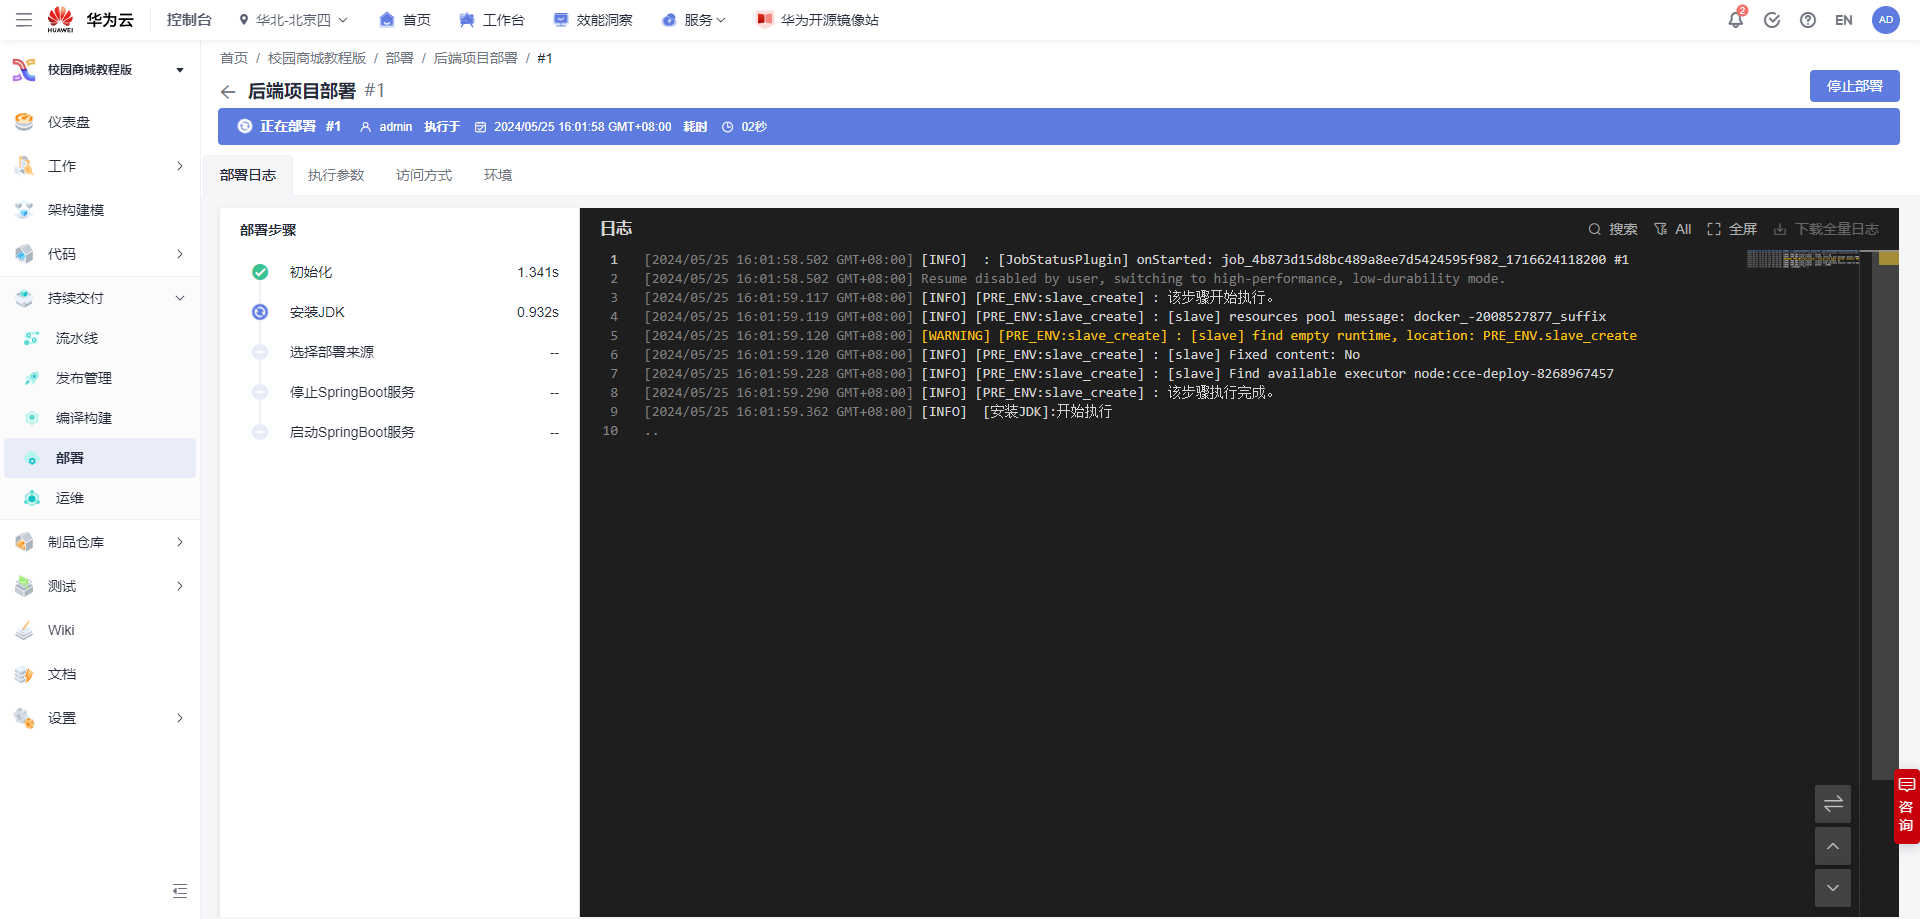 HUAWEI
华为云
控制台
华北-北京四
首页
工作台
效能洞察
服务
华为开源镜像站
2
EN
AD
校园商城教程版
仪表盘
工作
架构建模
代码
持续交付
流水线
发布管理
编译构建
部署
运维
制品仓库
测试
Wiki
文档
设置
首页 / 校园商城教程版 / 部署 / 后端项目部署 / #1
后端项目部署 #1
停止部署
正在部署 #1 admin 执行于 2024/05/25 16:01:58 GMT+08:00 耗时 02秒
部署日志
执行参数
访问方式
环境
部署步骤
初始化 1.341s
安装JDK 0.932s
选择部署来源 --
停止SpringBoot服务 --
启动SpringBoot服务 --
日志
搜索
All
全屏
下载全量日志
1 [2024/05/25 16:01:58.502 GMT+08:00] [INFO]  : [JobStatusPlugin] onStarted: job_4b873d15d8bc489a8ee7d5424595f982_1716624118200 #1
2 [2024/05/25 16:01:58.502 GMT+08:00] Resume disabled by user, switching to high-performance, low-durability mode.
3 [2024/05/25 16:01:59.117 GMT+08:00] [INFO] [PRE_ENV:slave_create] : 该步骤开始执行。
4 [2024/05/25 16:01:59.119 GMT+08:00] [INFO] [PRE_ENV:slave_create] : [slave] resources pool message: docker_-2008527877_suffix
5 [2024/05/25 16:01:59.120 GMT+08:00] [WARNING] [PRE_ENV:slave_create] : [slave] find empty runtime, location: PRE_ENV.slave_create
6 [2024/05/25 16:01:59.120 GMT+08:00] [INFO] [PRE_ENV:slave_create] : [slave] Fixed content: No
7 [2024/05/25 16:01:59.228 GMT+08:00] [INFO] [PRE_ENV:slave_create] : [slave] Find available executor node:cce-deploy-8268967457
8 [2024/05/25 16:01:59.290 GMT+08:00] [INFO] [PRE_ENV:slave_create] : 该步骤执行完成。
9 [2024/05/25 16:01:59.362 GMT+08:00] [INFO]  [安装JDK]:开始执行
10 ..
咨询